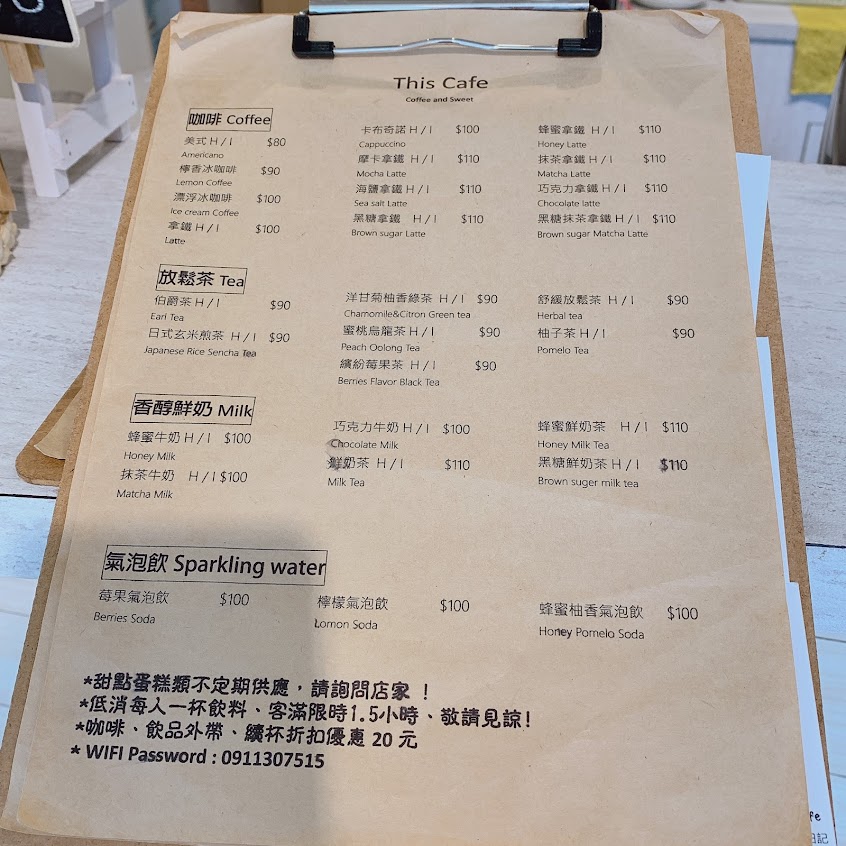 This Cafe
Coffee and Sweet
咖啡 Coffee
美式 H / I $80
Americano
檸香冰咖啡 $90
Lemon Coffee
漂浮冰咖啡 $100
Ice cream Coffee
拿鐵 H / I $100
Latte
卡布奇諾 H / I $100
Cappuccino
摩卡拿鐵 H / I $110
Mocha Latte
海鹽拿鐵 H / I $110
Sea salt Latte
黑糖拿鐵 H / I $110
Brown sugar Latte
蜂蜜拿鐵 H / I $110
Honey Latte
抹茶拿鐵 H / I $110
Matcha Latte
巧克力拿鐵 H / I $110
Chocolate latte
黑糖抹茶拿鐵 H / I $110
Brown sugar Matcha Latte
放鬆茶 Tea
伯爵茶 H / I $90
Earl Tea
日式玄米煎茶 H / I $90
Japanese Rice Sencha Tea
洋甘菊柚香綠茶 H / I $90
Chamomile&Citron Green tea
蜜桃烏龍茶 H / I $90
Peach Oolong Tea
繽紛莓果茶 H / I $90
Berries Flavor Black Tea
舒緩放鬆茶 H / I $90
Herbal tea
柚子茶 H / I $90
Pomelo Tea
香醇鮮奶 Milk
蜂蜜牛奶 H / I $100
Honey Milk
抹茶牛奶 H / I $100
Matcha Milk
巧克力牛奶 H / I $100
Chocolate Milk
鮮奶茶 H / I $110
Milk Tea
蜂蜜鮮奶茶 H / I $110
Honey Milk Tea
黑糖鮮奶茶 H / I $110
Brown suger milk tea
氣泡飲 Sparkling water
莓果氣泡飲 $100
Berries Soda
檸檬氣泡飲 $100
Lomon Soda
蜂蜜柚香氣泡飲 $100
Honey Pomelo Soda
*甜點蛋糕類不定期供應，請詢問店家 ！
*低消每人一杯飲料、客滿限時1.5小時、敬請見諒!
*咖啡、飲品外帶、續杯折扣優惠 20 元
* WIFI Password : 0911307515